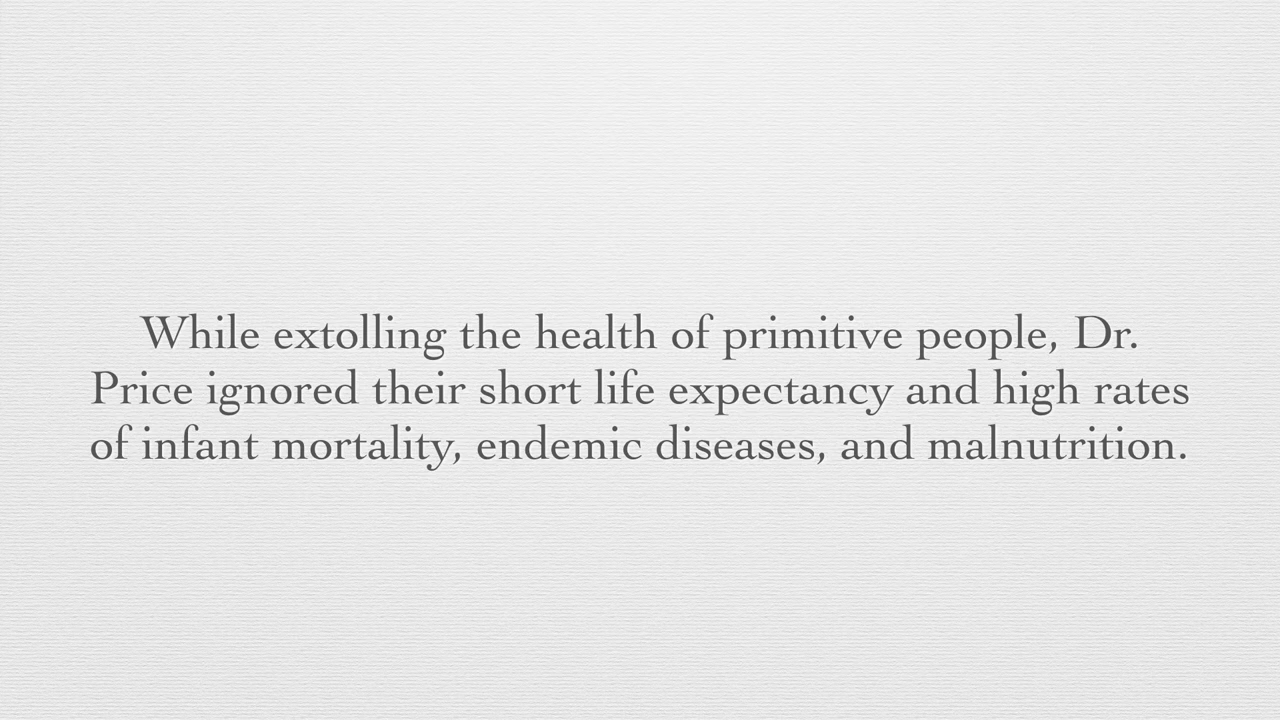 While extolling the health of primitive people, Dr.
Price ignored their short life expectancy and high rates
of infant mortality, endemic diseases, and malnutrition.